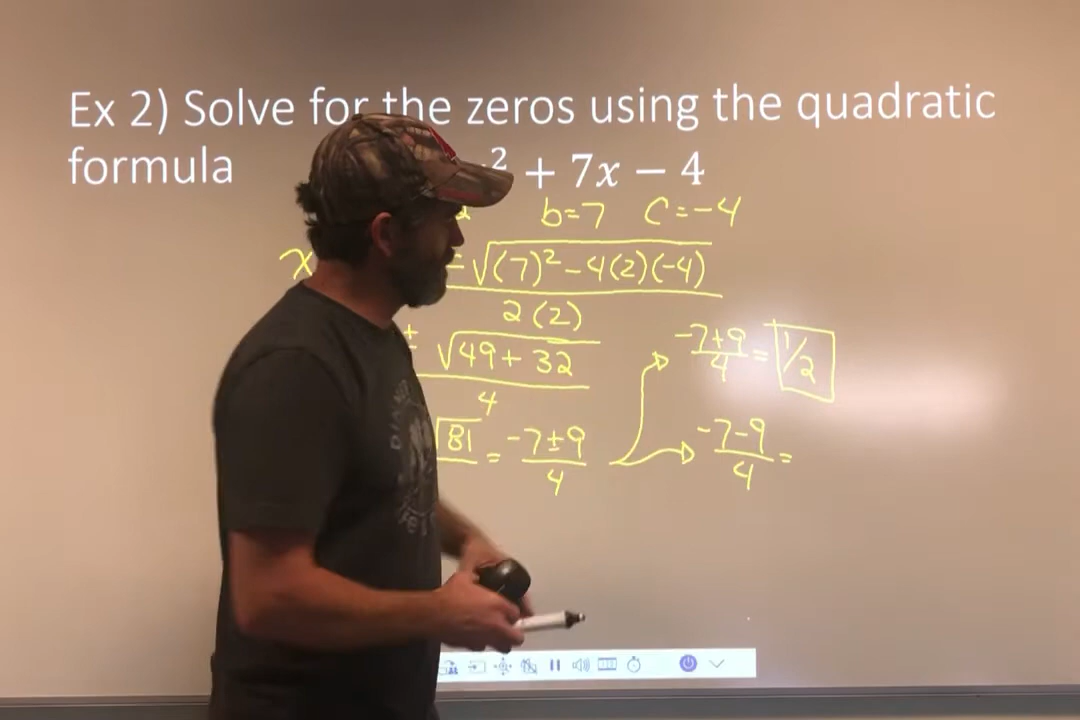 Ex 2) Solve for the zeros using the quadratic
formula ² + 7x − 4
b=7 C=-4
x √(7)²-4(2)(-4)
2(2)
± √49+32
4
-7+9/4 = 1/2
√81 = -7±9/4
-7-9/4 =